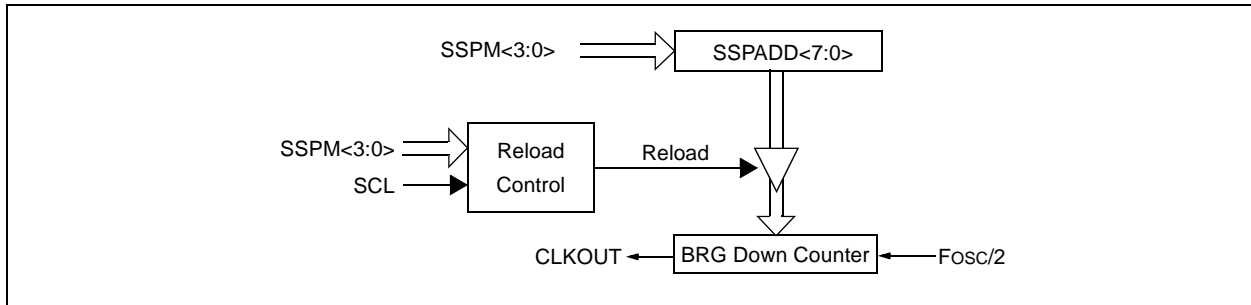 SSPM<3:0>
SSPADD<7:0>
SSPM<3:0>
SCL
Reload
Control
Reload
CLKOUT
BRG Down Counter
FOSC/2